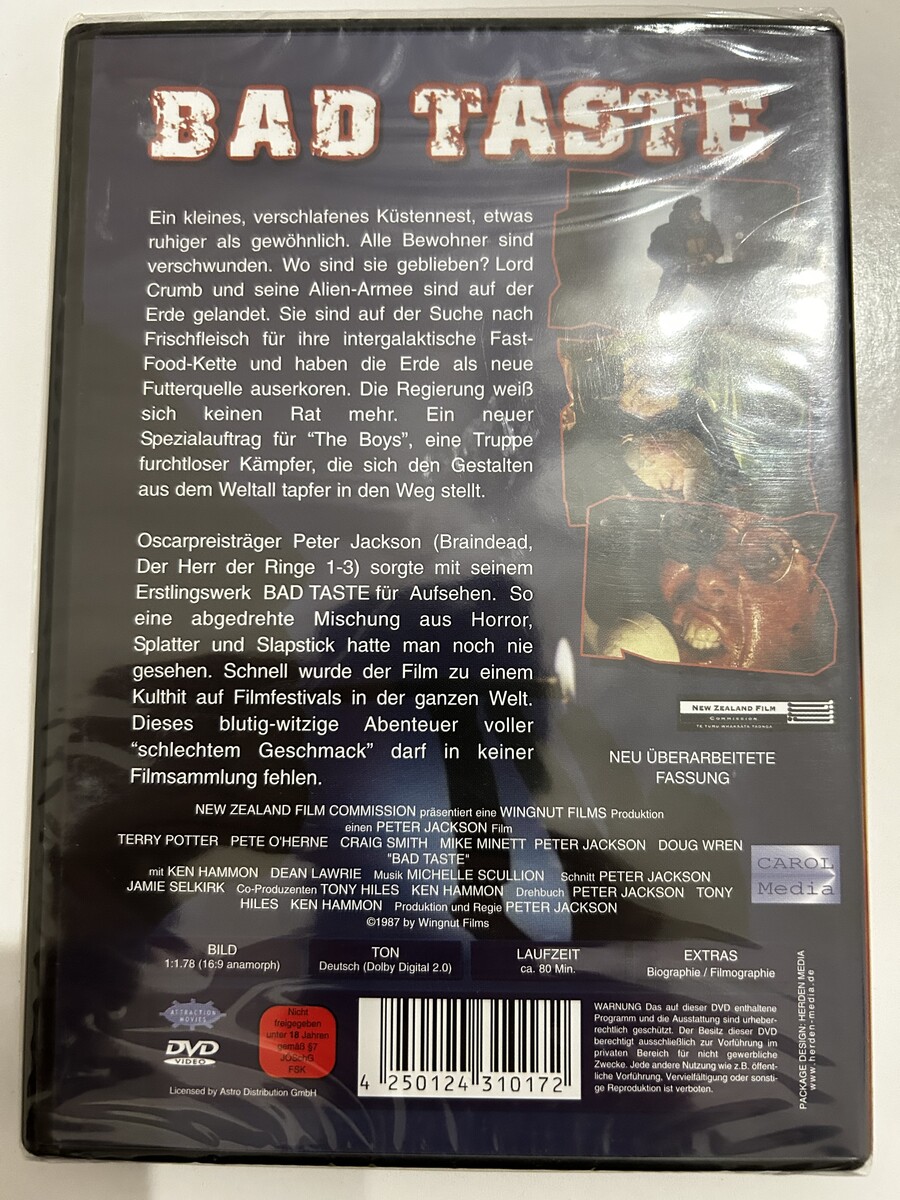 BAD TASTE
Ein kleines, verschlafenes Küstennest, etwas
ruhiger als gewöhnlich. Alle Bewohner sind
verschwunden. Wo sind sie geblieben? Lord
Crumb und seine Alien-Armee sind auf der
Erde gelandet. Sie sind auf der Suche nach
Frischfleisch für ihre intergalaktische Fast-
Food-Kette und haben die Erde als neue
Futterquelle auserkoren. Die Regierung weiß
sich keinen Rat mehr. Ein neuer
Spezialauftrag für “The Boys”, eine Truppe
furchtloser Kämpfer, die sich den Gestalten
aus dem Weltall tapfer in den Weg stellt.
Oscarpreisträger Peter Jackson (Braindead,
Der Herr der Ringe 1-3) sorgte mit seinem
Erstlingswerk BAD TASTE für Aufsehen. So
eine abgedrehte Mischung aus Horror,
Splatter und Slapstick hatte man noch nie
gesehen. Schnell wurde der Film zu einem
Kulthit auf Filmfestivals in der ganzen Welt.
Dieses blutig-witzige Abenteuer voller
“schlechtem Geschmack” darf in keiner
Filmsammlung fehlen.
NEW ZEALAND FILM
COMMISSION
TE TUMU WHAKAATA TAONGA
NEU ÜBERARBEITETE
FASSUNG
NEW ZEALAND FILM COMMISSION präsentiert eine WINGNUT FILMS Produktion
einen PETER JACKSON Film
TERRY POTTER PETE O'HERNE CRAIG SMITH MIKE MINETT PETER JACKSON DOUG WREN
"BAD TASTE"
mit KEN HAMMON DEAN LAWRIE Musik MICHELLE SCULLION Schnitt PETER JACKSON
JAMIE SELKIRK Co-Produzenten TONY HILES KEN HAMMON Drehbuch PETER JACKSON TONY
HILES KEN HAMMON Produktion und Regie PETER JACKSON
©1987 by Wingnut Films
CAROL
Media
BILD
1:1.78 (16:9 anamorph)
TON
Deutsch (Dolby Digital 2.0)
LAUFZEIT
ca. 80 Min.
EXTRAS
Biographie / Filmographie
ATTRACTION
MOVIES
DVD
VIDEO
Nicht
freigegeben
unter 18 Jahren
gemäß §7
JÖSchG
FSK
Licensed by Astro Distribution GmbH
4 250124 310172
WARNUNG Das auf dieser DVD enthaltene
Programm und die Ausstattung sind urheber-
rechtlich geschützt. Der Besitz dieser DVD
berechtigt ausschließlich zur Vorführung im
privaten Bereich für nicht gewerbliche
Zwecke. Jede andere Nutzung wie z.B. öffent-
liche Vorführung, Vervielfältigung oder sonsti-
ge Reproduktion ist verboten.
PACKAGE DESIGN: HERDEN MEDIA
www.herden-media.de